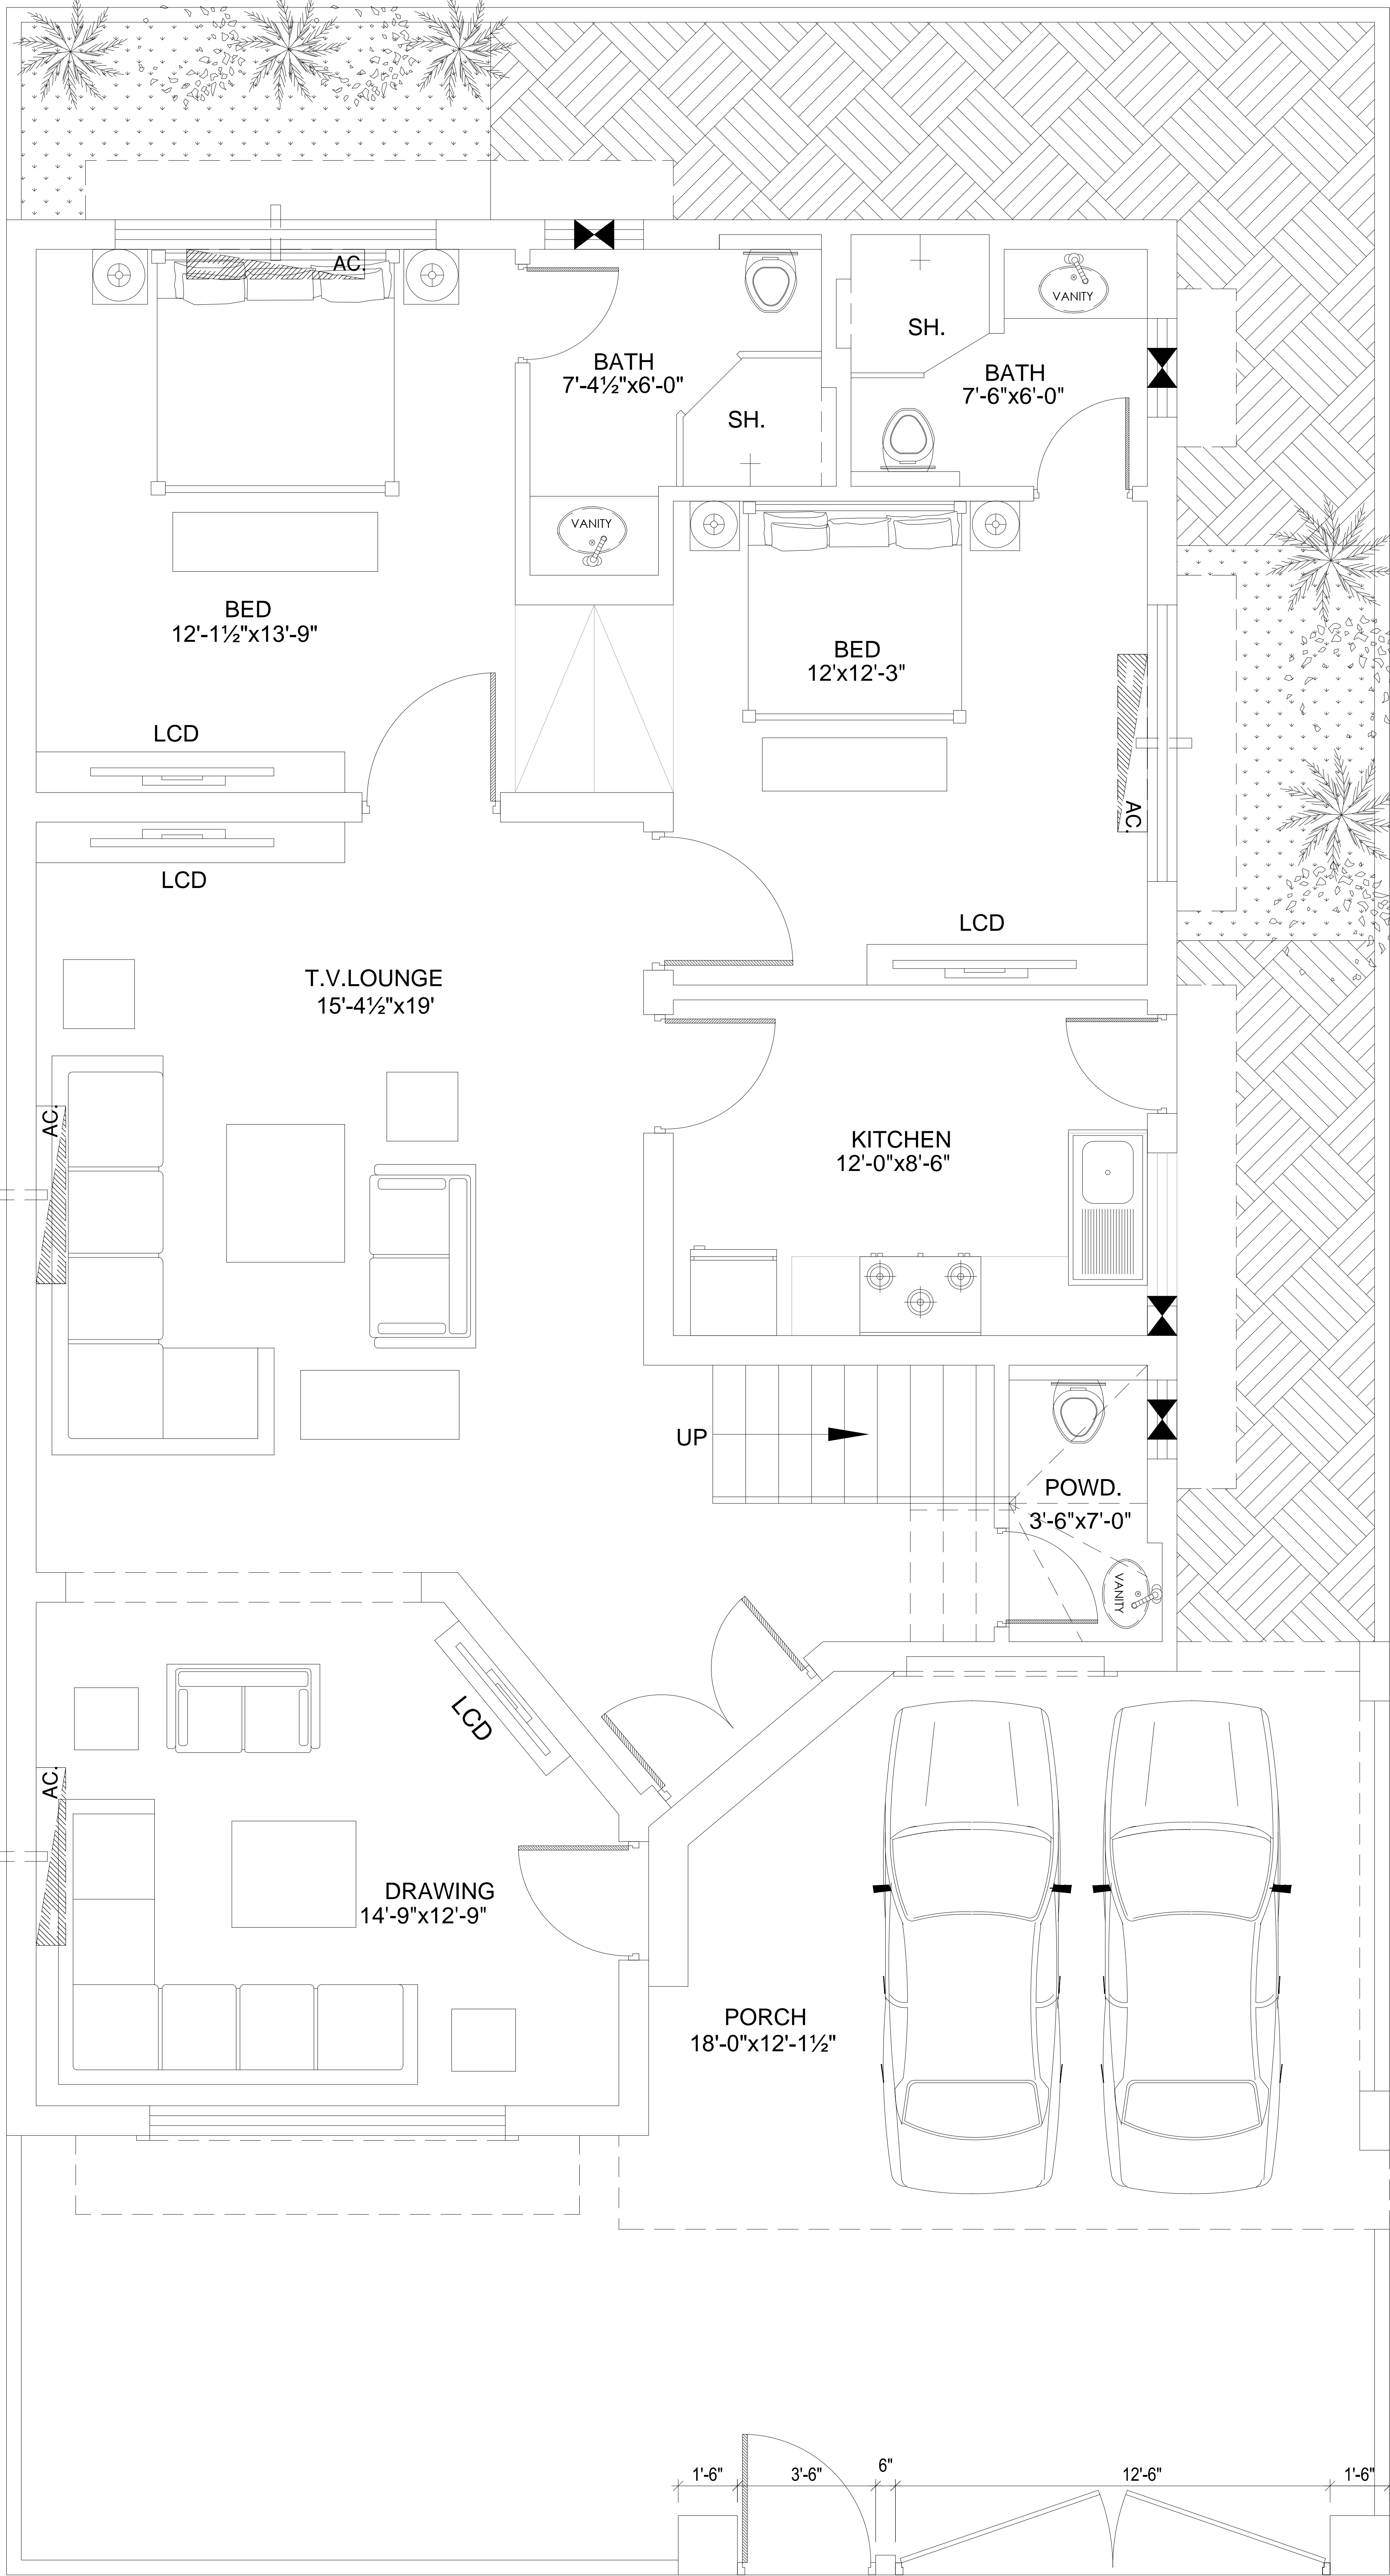 AC.
VANITY
SH.
BATH
7'-4½"x6'-0"
BATH
7'-6"x6'-0"
SH.
VANITY
BED
12'-1½"x13'-9"
BED
12'x12'-3"
LCD
AC.
LCD
LCD
T.V.LOUNGE
15'-4½"x19'
AC.
KITCHEN
12'-0"x8'-6"
UP
POWD.
3'-6"x7'-0"
VANITY
LCD
AC.
DRAWING
14'-9"x12'-9"
PORCH
18'-0"x12'-1½"
1'-6"
3'-6"
6"
12'-6"
1'-6"